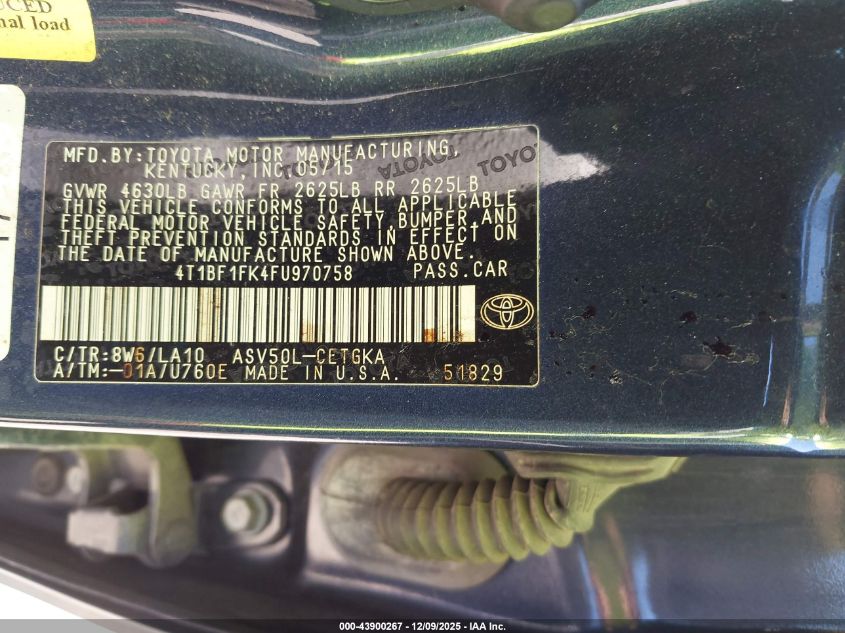 UCED
nal load
MFD.BY:TOYOTA MOTOR MANUFACTURING
KENTUCKY, INC. 05/15
GVWR 4630LB GAWR FR 2625LB RR 2625LB
THIS VEHICLE CONFORMS TO ALL APPLICABLE
FEDERAL MOTOR VEHICLE SAFETY, BUMPER, AND
THEFT PREVENTION STANDARDS IN EFFECT ON
THE DATE OF MANUFACTURE SHOWN ABOVE.
4T1BF1FK4FU970758 PASS.CAR
C/TR:8W6/LA10 ASV50L-CETGKA
A/TM:-01A/U760E MADE IN U.S.A. 51829
TOYOTA TOYOTA TOYOTA
000-43900267 - 12/09/2025 - IAA Inc.